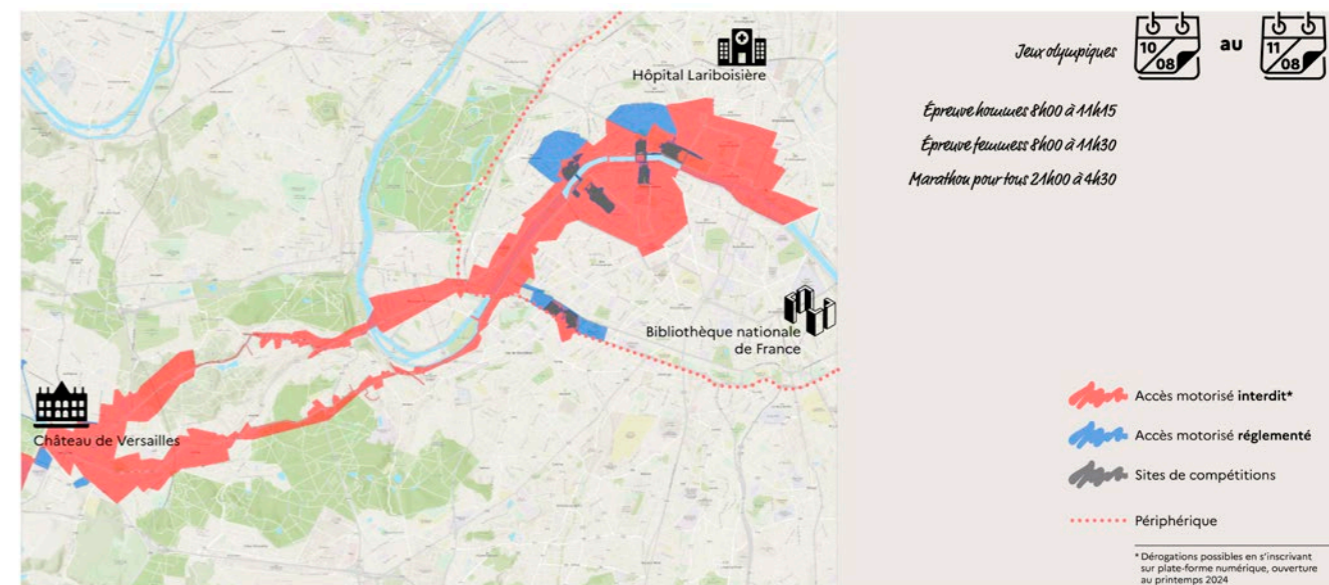 Hôpital Lariboisière
Bibliothèque nationale
de France
Château de Versailles
Jeux olympiques
10
08
au
11
08
Épreuve hommes 8h00 à 11h15
Épreuve femmess 8h00 à 11h30
Marathon pour tous 21h00 à 4h30
Accès motorisé interdit*
Accès motorisé réglementé
Sites de compétitions
Périphérique
* Dérogations possibles en s'inscrivant
sur plate-forme numérique, ouverture
au printemps 2024